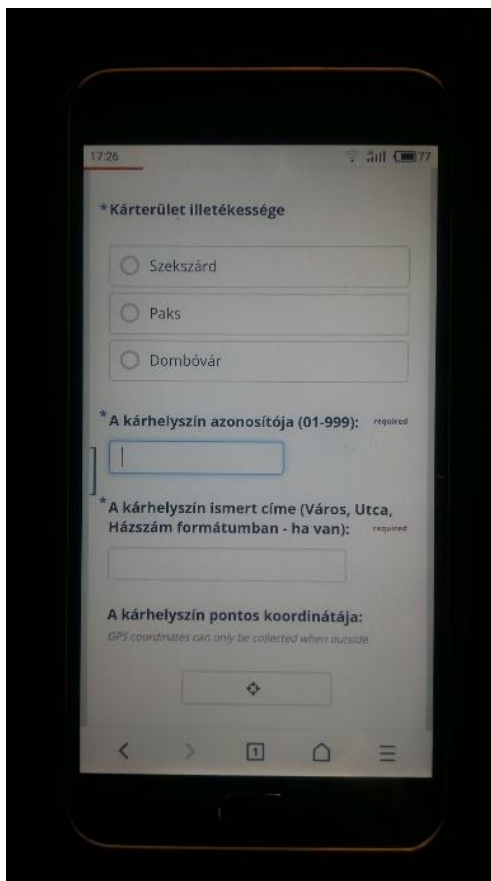 17:26
77
*Kárterület illetékessége
Szekszárd
Paks
Dombóvár
*A kárhelyszín azonosítója (01-999): required
*A kárhelyszín ismert címe (Város, Utca,
Házszám formátumban - ha van): required
A kárhelyszín pontos koordinátája:
GPS coordinates can only be collected when outside.
1